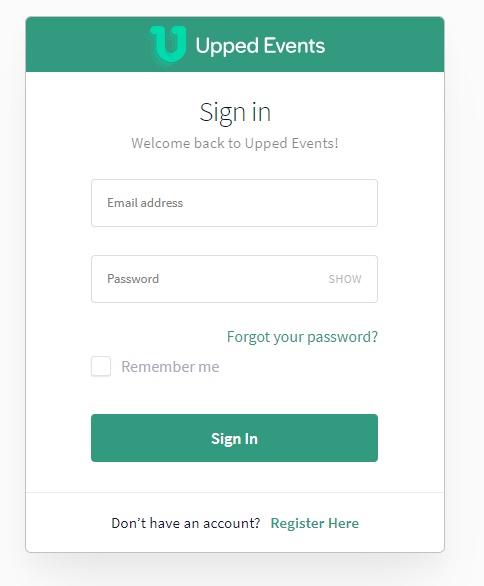 Upped Events
Sign in
Welcome back to Upped Events!
Email address
Password SHOW
Forgot your password?
Remember me
Sign In
Don't have an account? Register Here